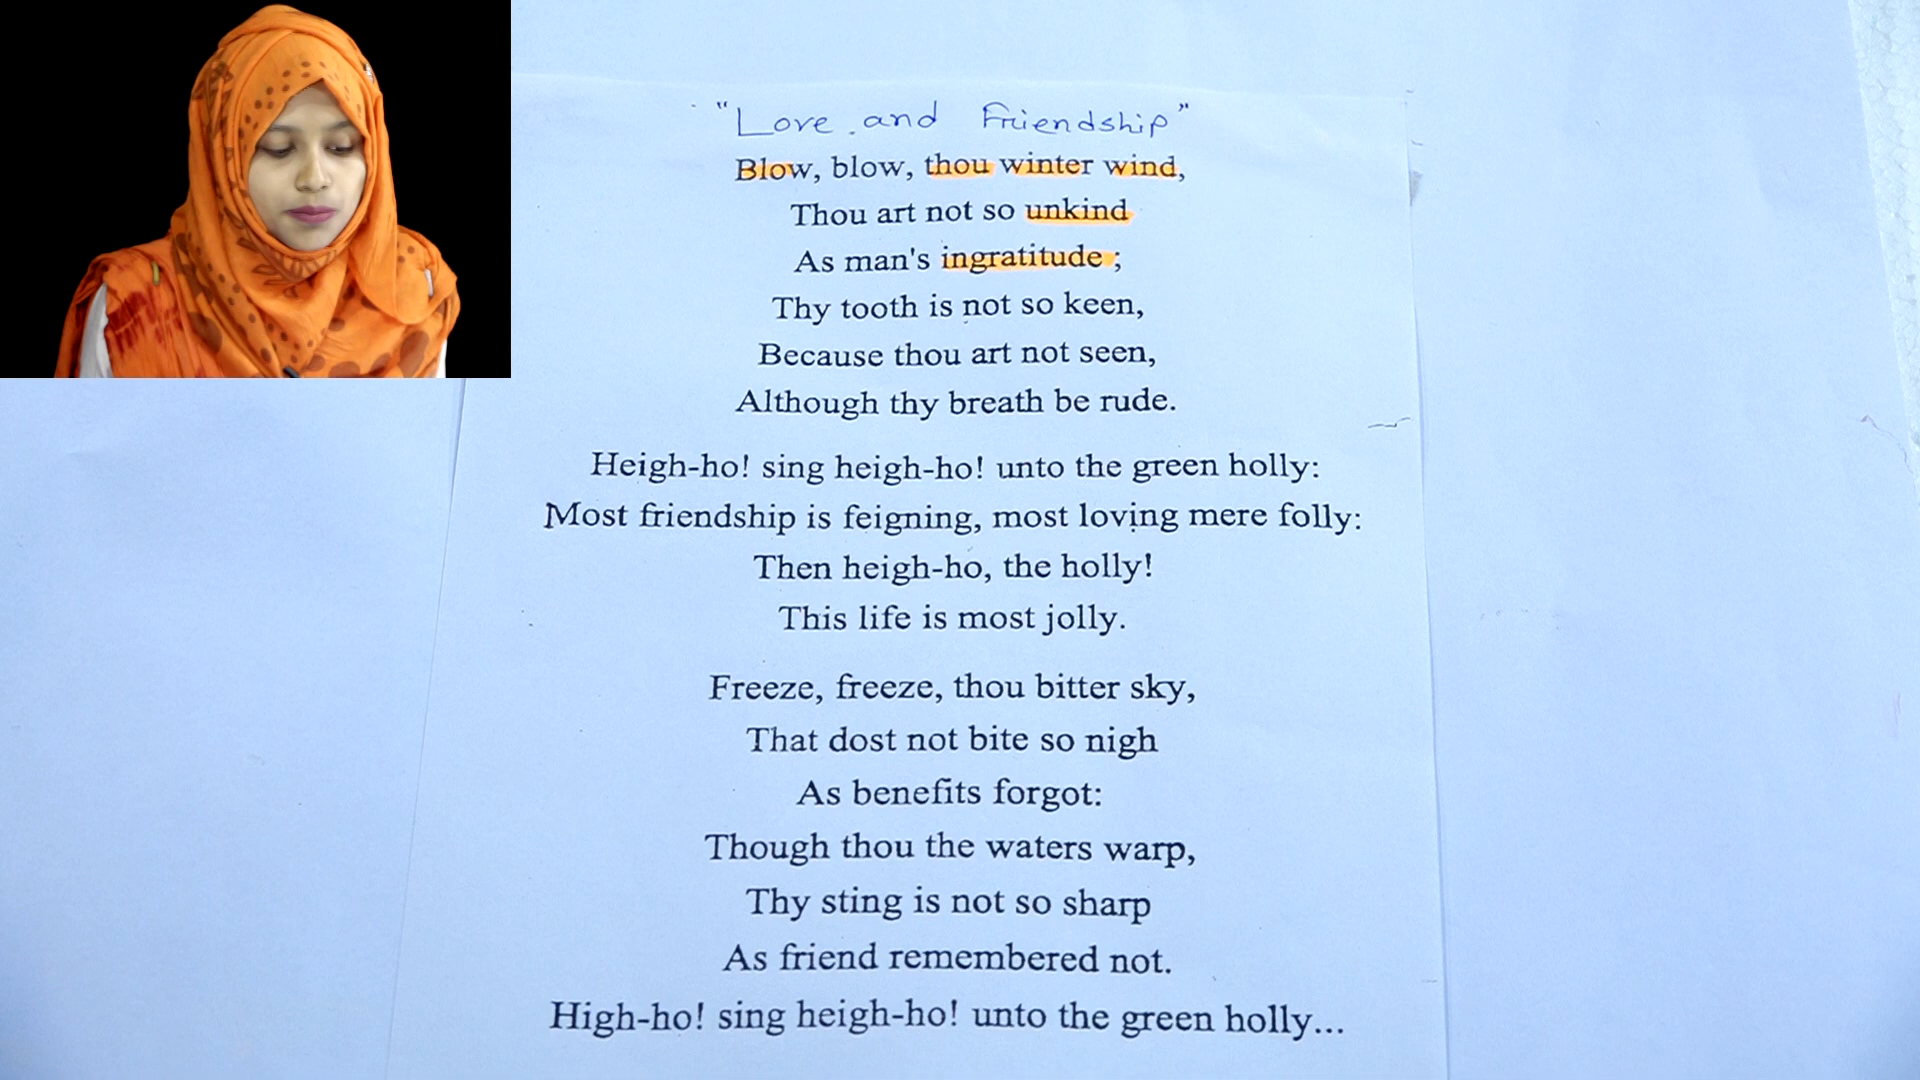 "Love and Friendship"
Blow, blow, thou winter wind,
Thou art not so unkind
As man's ingratitude ;
Thy tooth is not so keen,
Because thou art not seen,
Although thy breath be rude.
Heigh-ho! sing heigh-ho! unto the green holly:
Most friendship is feigning, most loving mere folly:
Then heigh-ho, the holly!
This life is most jolly.
Freeze, freeze, thou bitter sky,
That dost not bite so nigh
As benefits forgot:
Though thou the waters warp,
Thy sting is not so sharp
As friend remembered not.
High-ho! sing heigh-ho! unto the green holly...